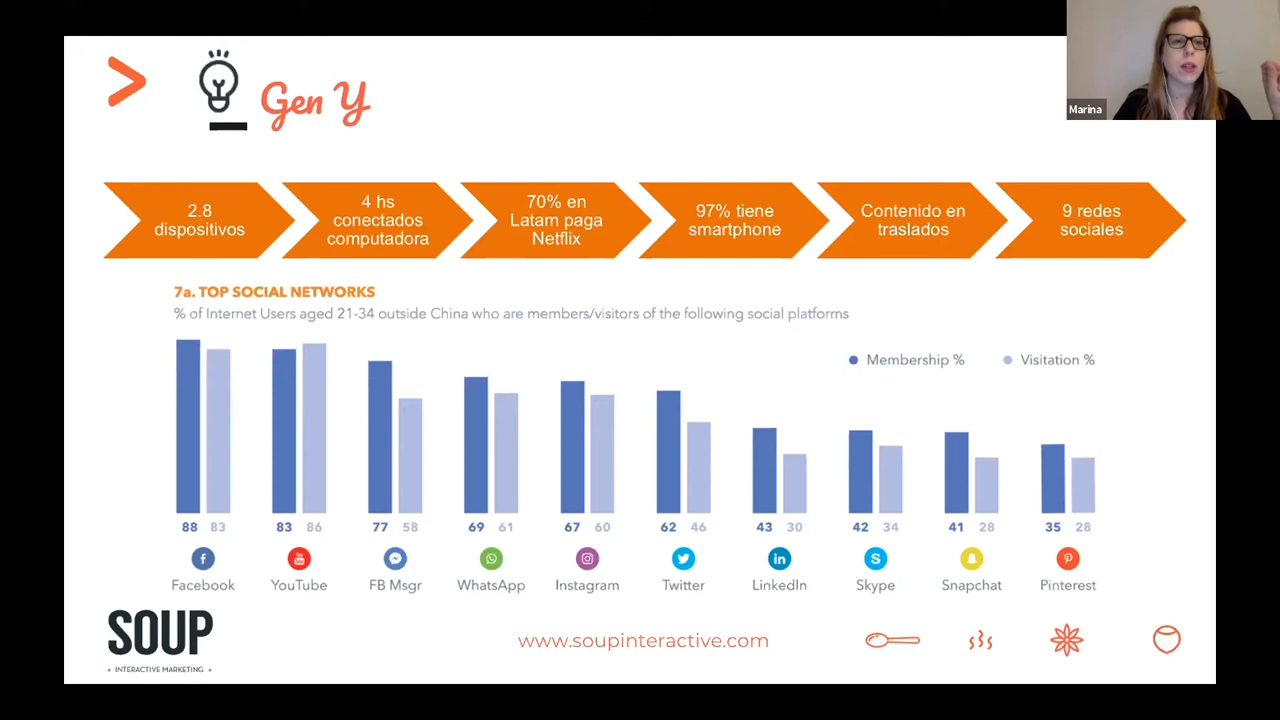 Marina
Gen Y
2.8
dispositivos
4 hs
conectados
computadora
70% en
Latam paga
Netflix
97% tiene
smartphone
Contenido en
traslados
9 redes
sociales
7a. TOP SOCIAL NETWORKS
% of Internet Users aged 21-34 outside China who are members/visitors of the following social platforms
Membership % Visitation %
88 83 83 86 77 58 69 61 67 60 62 46 43 30 42 34 41 28 35 28
Facebook YouTube FB Msgr WhatsApp Instagram Twitter LinkedIn Skype Snapchat Pinterest
SOUP
INTERACTIVE MARKETING
www.soupinteractive.com